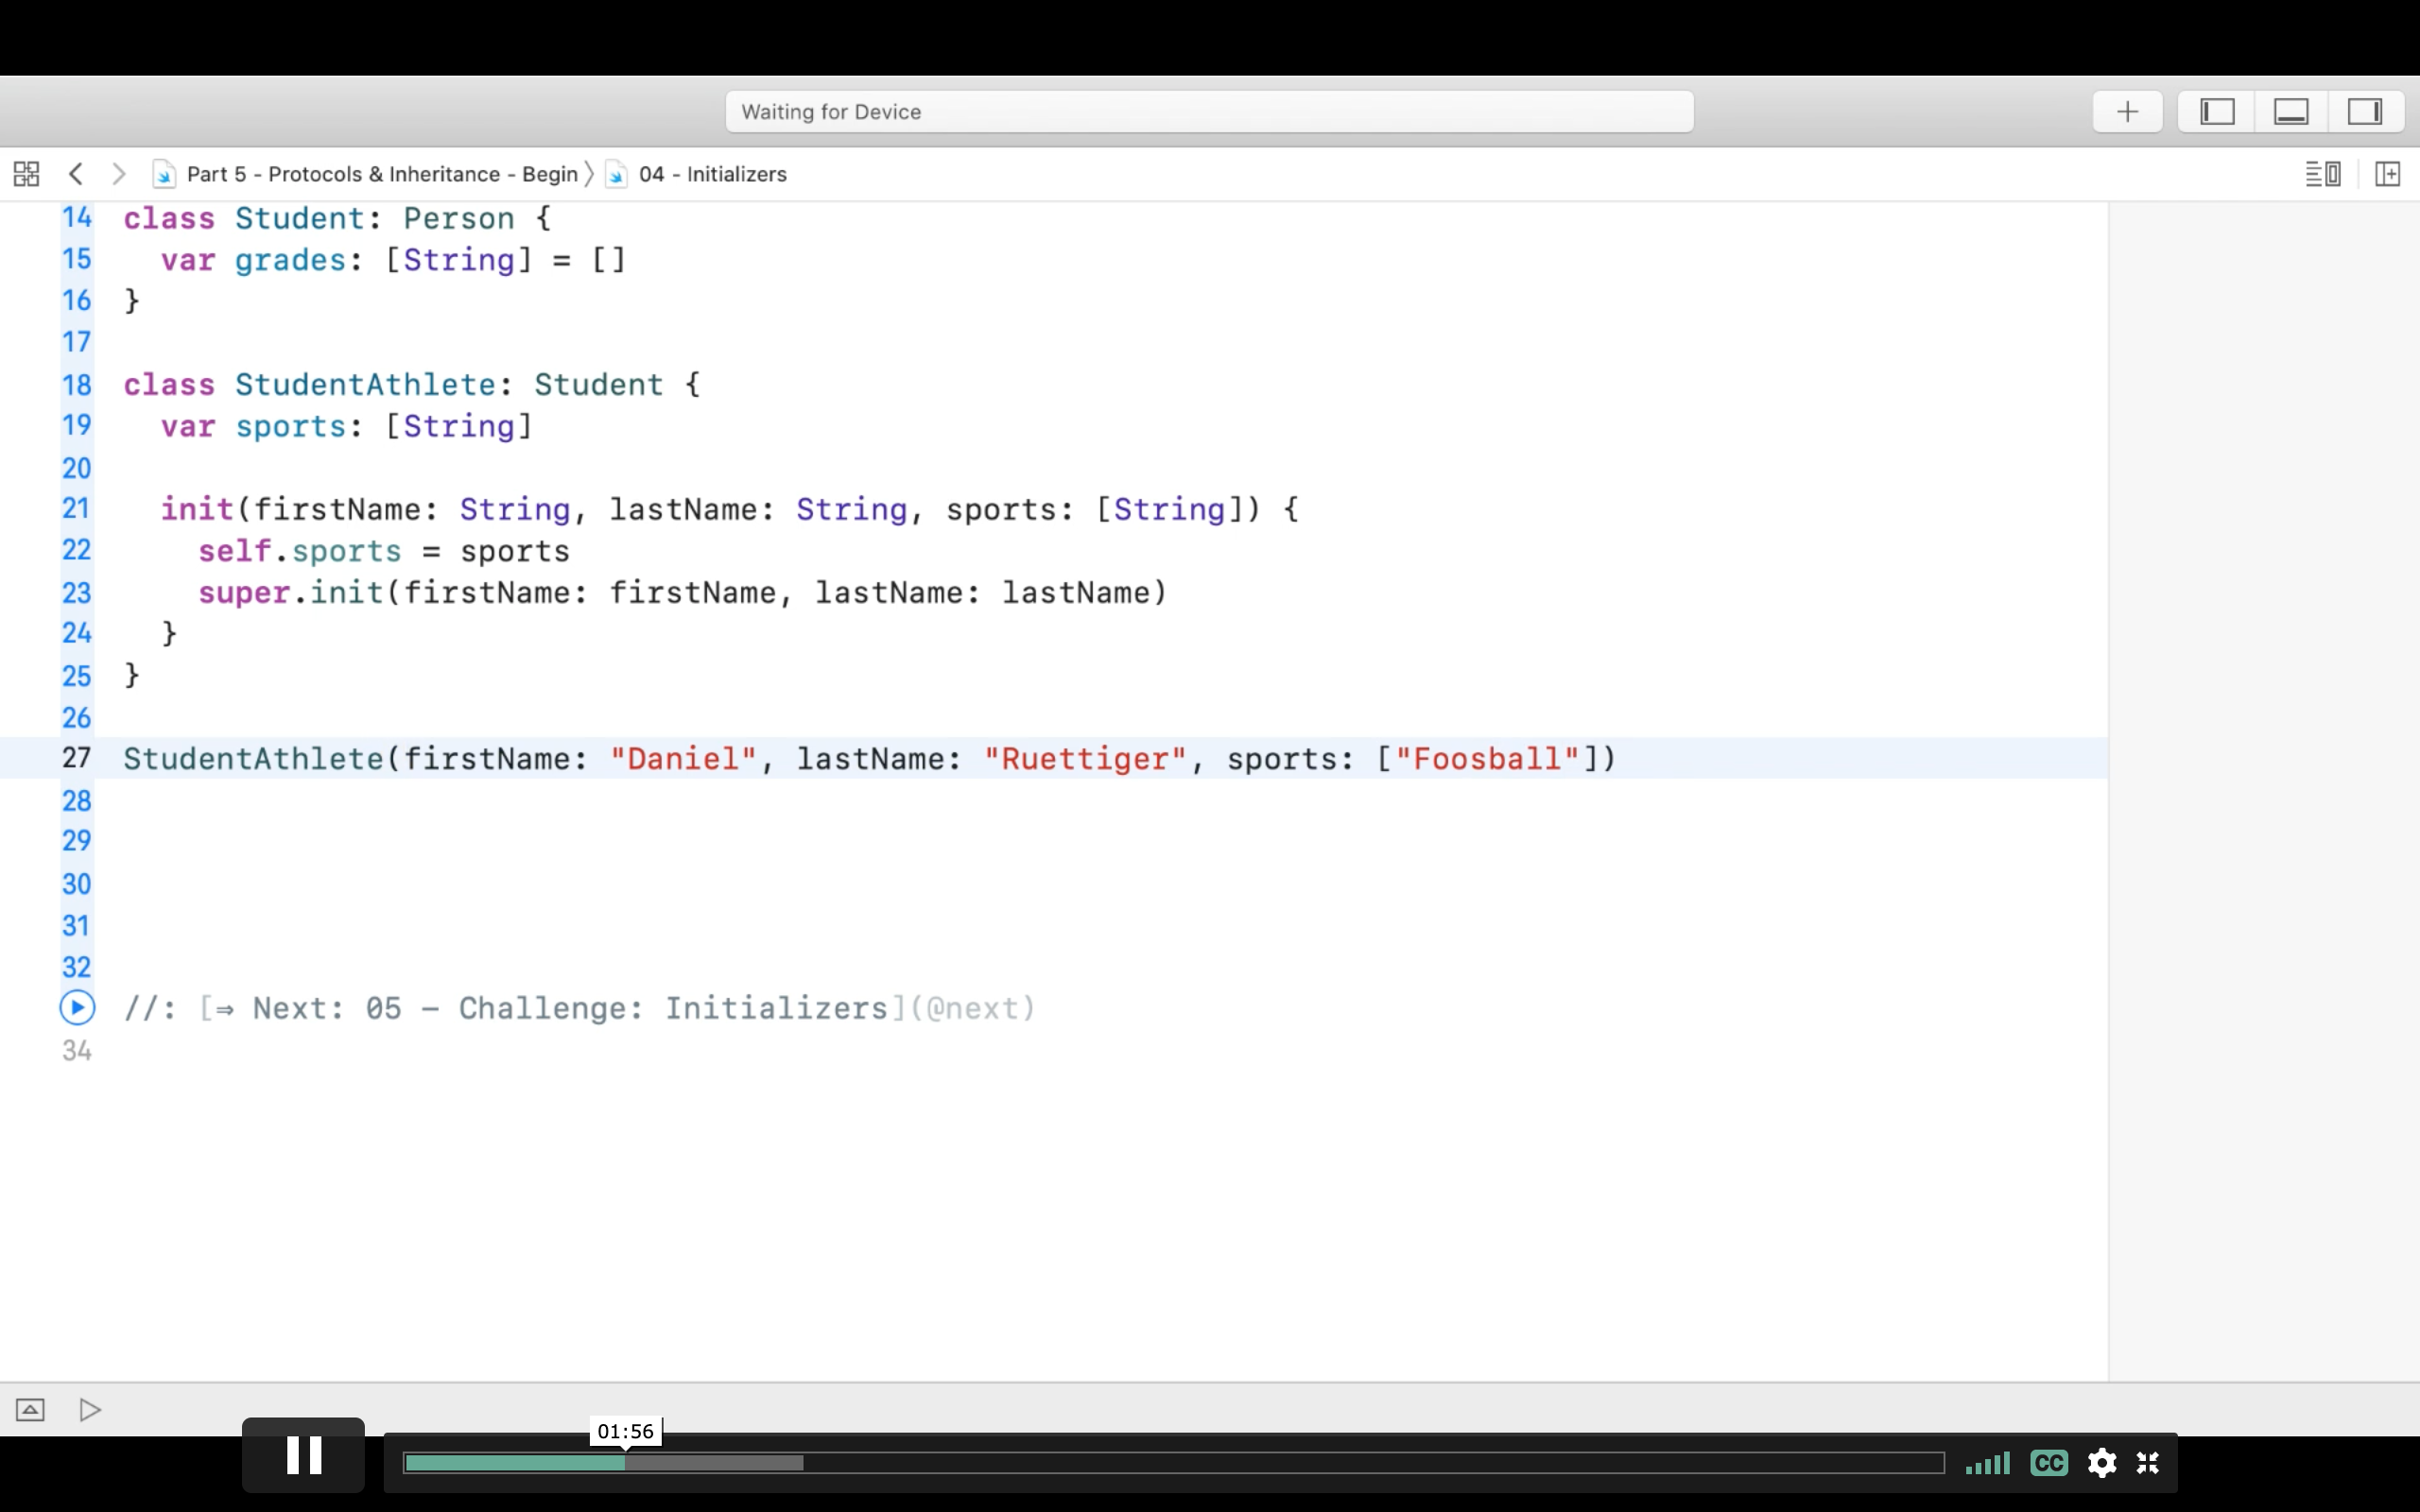 Waiting for Device
Part 5 - Protocols & Inheritance - Begin 〉 04 - Initializers
14 class Student: Person {
15 var grades: [String] = []
16 }
17
18 class StudentAthlete: Student {
19 var sports: [String]
20
21 init(firstName: String, lastName: String, sports: [String]) {
22 self.sports = sports
23 super.init(firstName: firstName, lastName: lastName)
24 }
25 }
26
27 StudentAthlete(firstName: "Daniel", lastName: "Ruettiger", sports: ["Foosball"])
28
29
30
31
32
//: [⇒ Next: 05 – Challenge: Initializers](@next)
34
01:56
CC